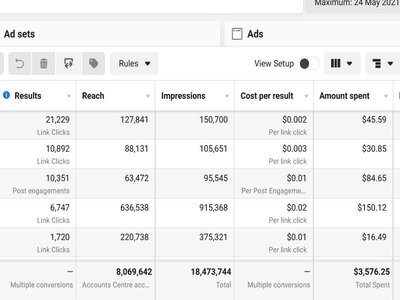 Maximum: 24 May 2021
Ad sets
Ads
Rules
View Setup
Results Reach Impressions Cost per result Amount spent
21,229 127,841 150,700 $0.002 $45.59
Link Clicks Per link click
10,892 88,131 105,651 $0.003 $30.85
Link Clicks Per link click
10,351 63,472 95,545 $0.01 $84.65
Post engagements Per Post Engageme...
6,747 636,538 915,368 $0.02 $150.12
Link Clicks Per link click
1,720 220,738 375,321 $0.01 $16.49
Link Clicks Per link click
— 8,069,642 18,473,744 — $3,576.25
Multiple conversions Accounts Centre acc... Total Multiple conversions Total Spent